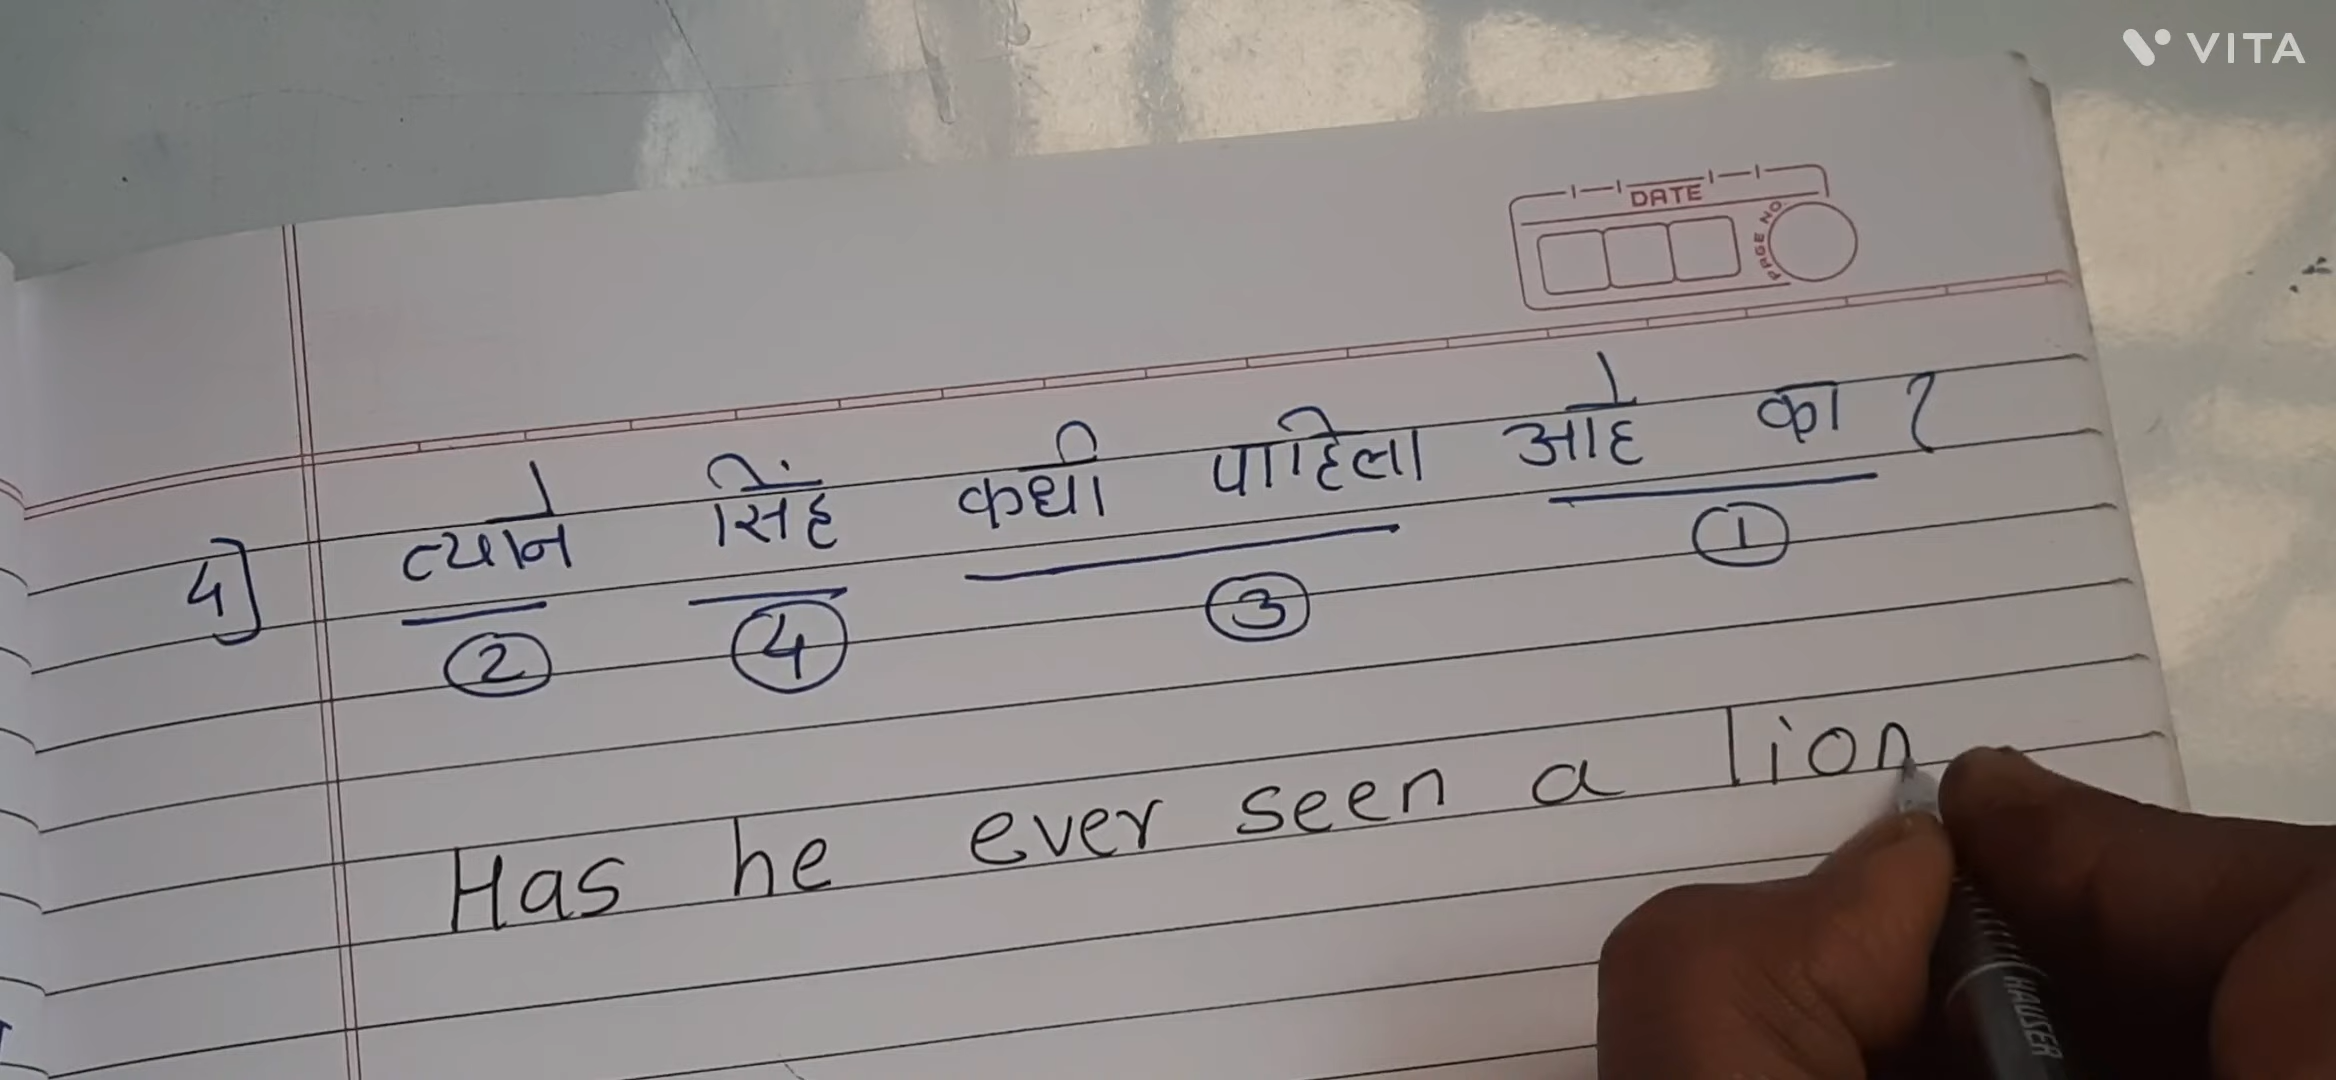 VITA
DATE
PAGE NO.
4] त्याने सिंह कधी पाहिला आहे का?
2 4 3 1
Has he ever seen a lion
HAUSER